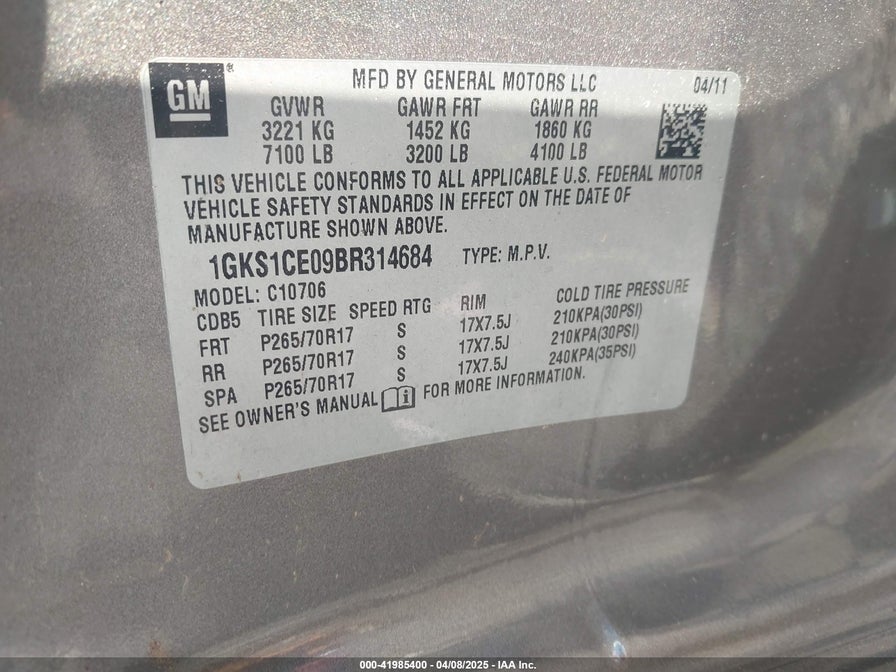 GM® MFD BY GENERAL MOTORS LLC 04/11
GVWR GAWR FRT GAWR RR
3221 KG 1452 KG 1860 KG
7100 LB 3200 LB 4100 LB
THIS VEHICLE CONFORMS TO ALL APPLICABLE U.S. FEDERAL MOTOR
VEHICLE SAFETY STANDARDS IN EFFECT ON THE DATE OF
MANUFACTURE SHOWN ABOVE.
1GKS1CE09BR314684 TYPE: M.P.V.
MODEL: C10706
CDB5 TIRE SIZE SPEED RTG RIM COLD TIRE PRESSURE
FRT P265/70R17 S 17X7.5J 210KPA(30PSI)
RR P265/70R17 S 17X7.5J 210KPA(30PSI)
SPA P265/70R17 S 17X7.5J 240KPA(35PSI)
SEE OWNER'S MANUAL i FOR MORE INFORMATION.
000-41985400 - 04/08/2025 - IAA Inc.